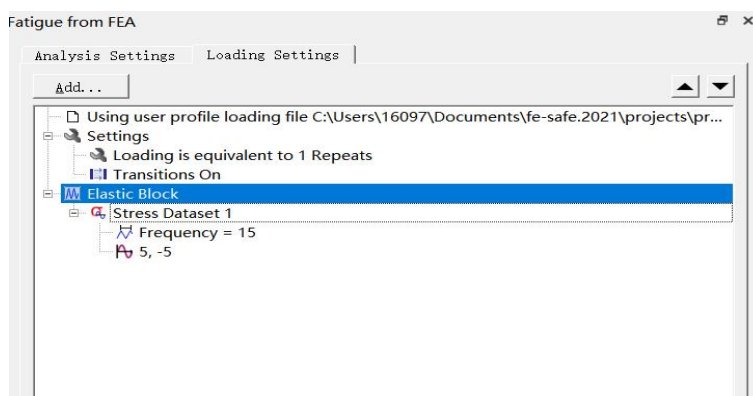 Fatigue from FEA
Analysis Settings Loading Settings
Add...
Using user profile loading file C:\Users\16097\Documents\fe-safe.2021\projects\pr...
Settings
Loading is equivalent to 1 Repeats
Transitions On
Elastic Block
Stress Dataset 1
Frequency = 15
5, -5